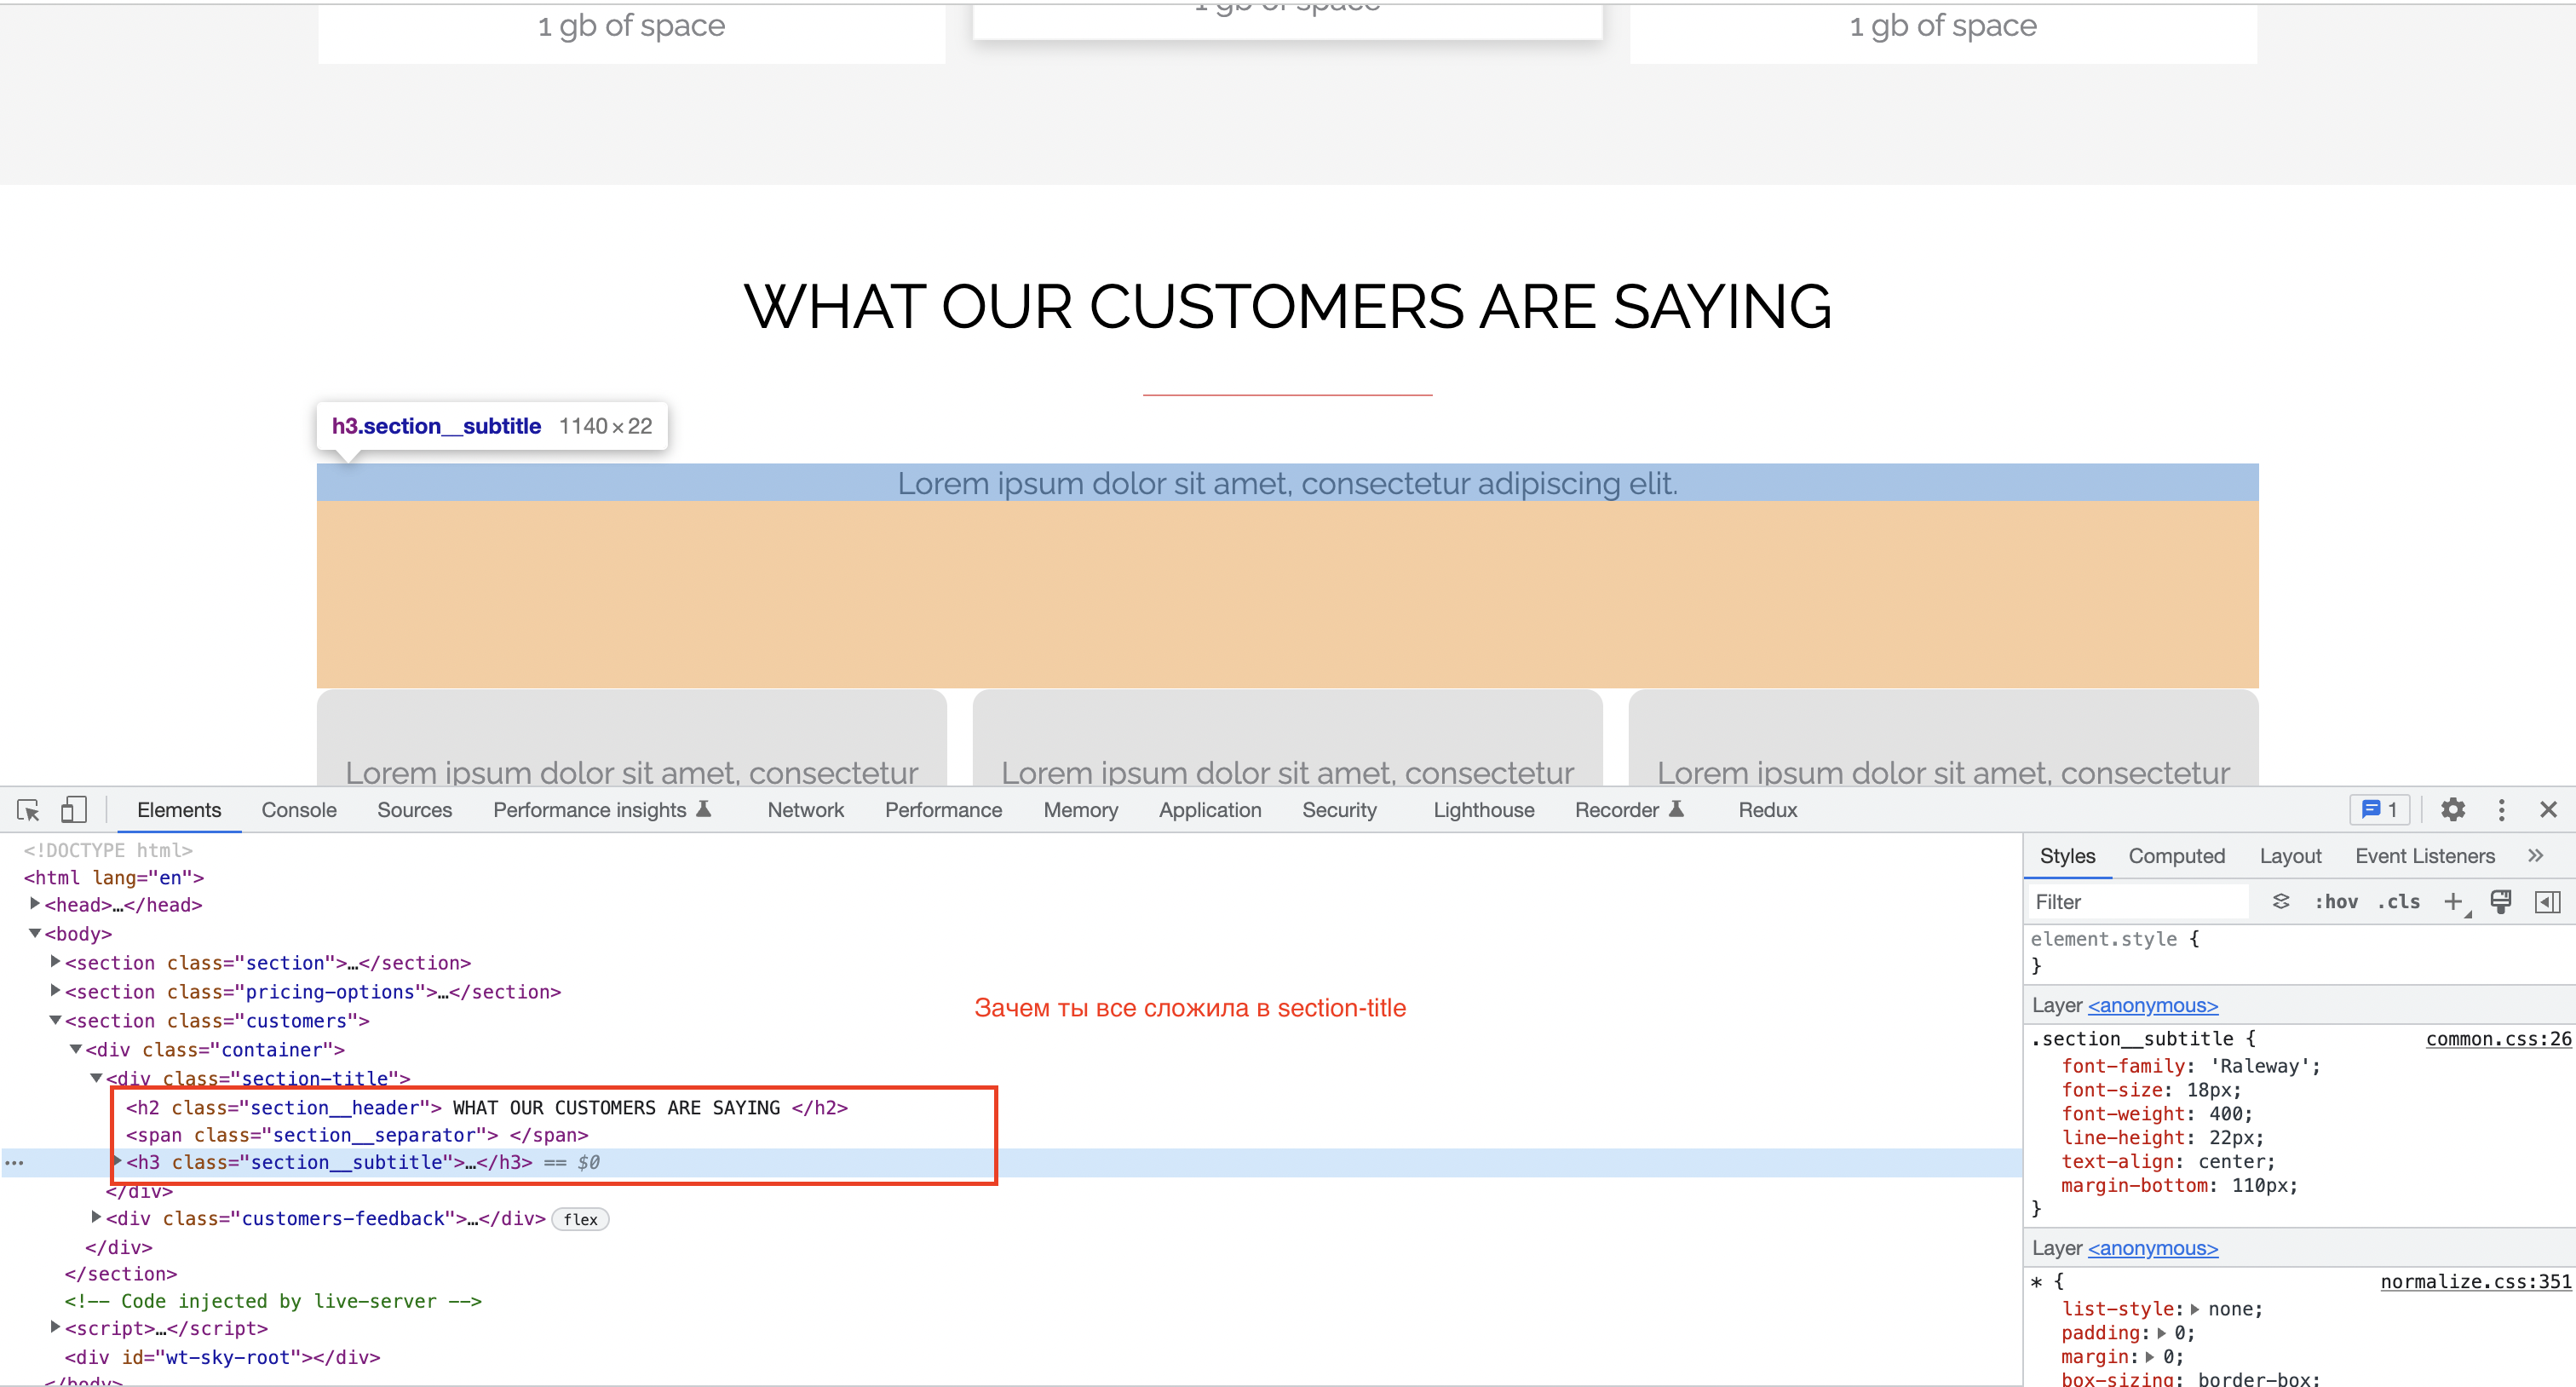 1 gb of space
1 gb of space
1 gb of space
WHAT OUR CUSTOMERS ARE SAYING
h3.section__subtitle 1140 × 22
Lorem ipsum dolor sit amet, consectetur adipiscing elit.
Lorem ipsum dolor sit amet, consectetur
Lorem ipsum dolor sit amet, consectetur
Lorem ipsum dolor sit amet, consectetur
Elements Console Sources Performance insights Network Performance Memory Application Security Lighthouse Recorder Redux 1
<!DOCTYPE html>
<html lang="en">
<head>…</head>
<body>
<section class="section">…</section>
<section class="pricing-options">…</section>
<section class="customers">
<div class="container">
<div class="section-title">
<h2 class="section__header"> WHAT OUR CUSTOMERS ARE SAYING </h2>
<span class="section__separator"> </span>
<h3 class="section__subtitle">…</h3> == $0
</div>
<div class="customers-feedback">…</div> flex
</div>
</section>
<!-- Code injected by live-server -->
<script>…</script>
<div id="wt-sky-root"></div>
</body>
Зачем ты все сложила в section-title
Styles Computed Layout Event Listeners
Filter :hov .cls
element.style {
}
Layer <anonymous>
.section__subtitle { common.css:26
font-family: 'Raleway';
font-size: 18px;
font-weight: 400;
line-height: 22px;
text-align: center;
margin-bottom: 110px;
}
Layer <anonymous>
* { normalize.css:351
list-style: none;
padding: 0;
margin: 0;
box-sizing: border-box;